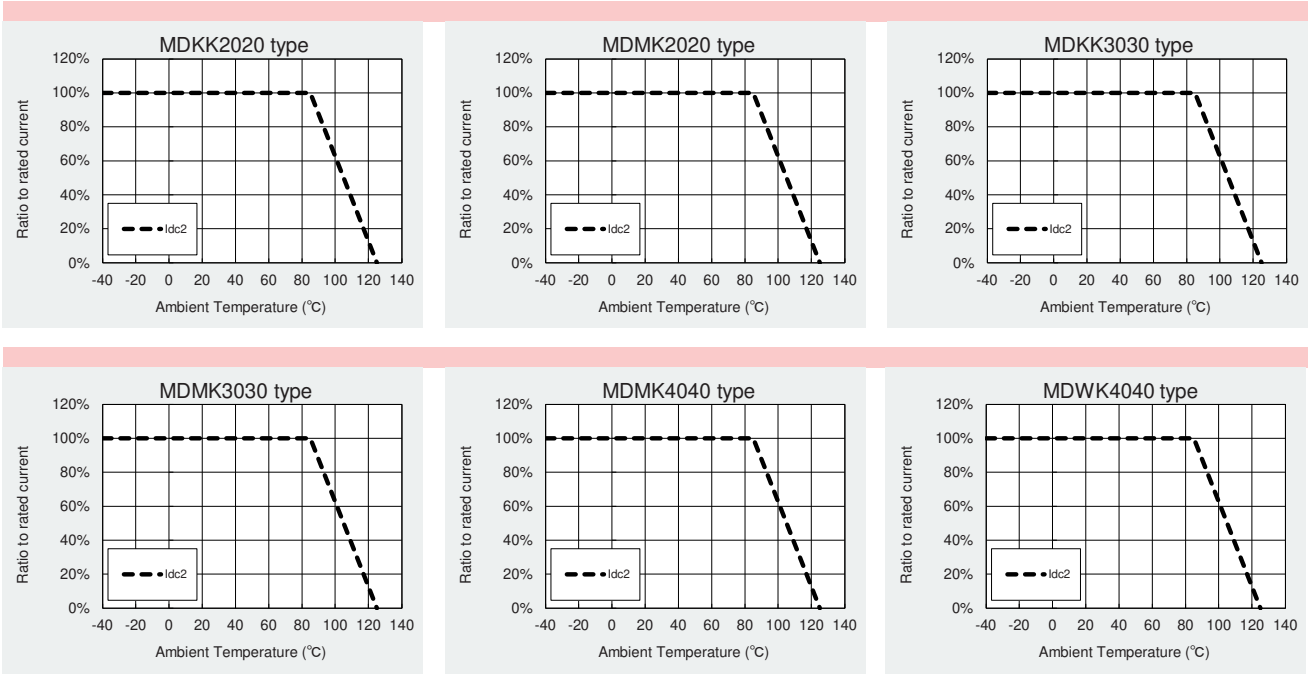 MDKK2020 type
120%
100%
80%
60%
40%
20%
0%
Ratio to rated current
Idc2
-40 -20 0 20 40 60 80 100 120 140
Ambient Temperature (℃)
MDMK2020 type
120%
100%
80%
60%
40%
20%
0%
Ratio to rated current
Idc2
-40 -20 0 20 40 60 80 100 120 140
Ambient Temperature (℃)
MDKK3030 type
120%
100%
80%
60%
40%
20%
0%
Ratio to rated current
Idc2
-40 -20 0 20 40 60 80 100 120 140
Ambient Temperature (℃)
MDMK3030 type
120%
100%
80%
60%
40%
20%
0%
Ratio to rated current
Idc2
-40 -20 0 20 40 60 80 100 120 140
Ambient Temperature (℃)
MDMK4040 type
120%
100%
80%
60%
40%
20%
0%
Ratio to rated current
Idc2
-40 -20 0 20 40 60 80 100 120 140
Ambient Temperature (℃)
MDWK4040 type
120%
100%
80%
60%
40%
20%
0%
Ratio to rated current
Idc2
-40 -20 0 20 40 60 80 100 120 140
Ambient Temperature (℃)